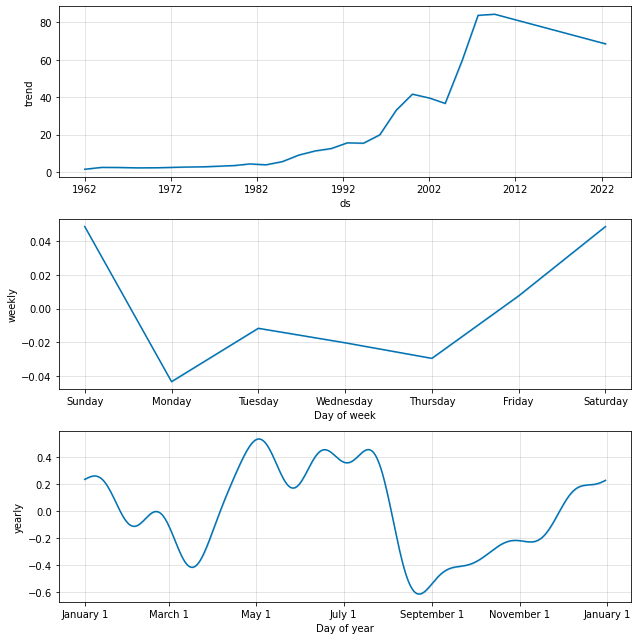 trend
80
60
40
20
0
1962 1972 1982 1992 2002 2012 2022
ds
weekly
0.04
0.02
0.00
−0.02
−0.04
Sunday Monday Tuesday Wednesday Thursday Friday Saturday
Day of week
yearly
0.4
0.2
0.0
−0.2
−0.4
−0.6
January 1 March 1 May 1 July 1 September 1 November 1 January 1
Day of year